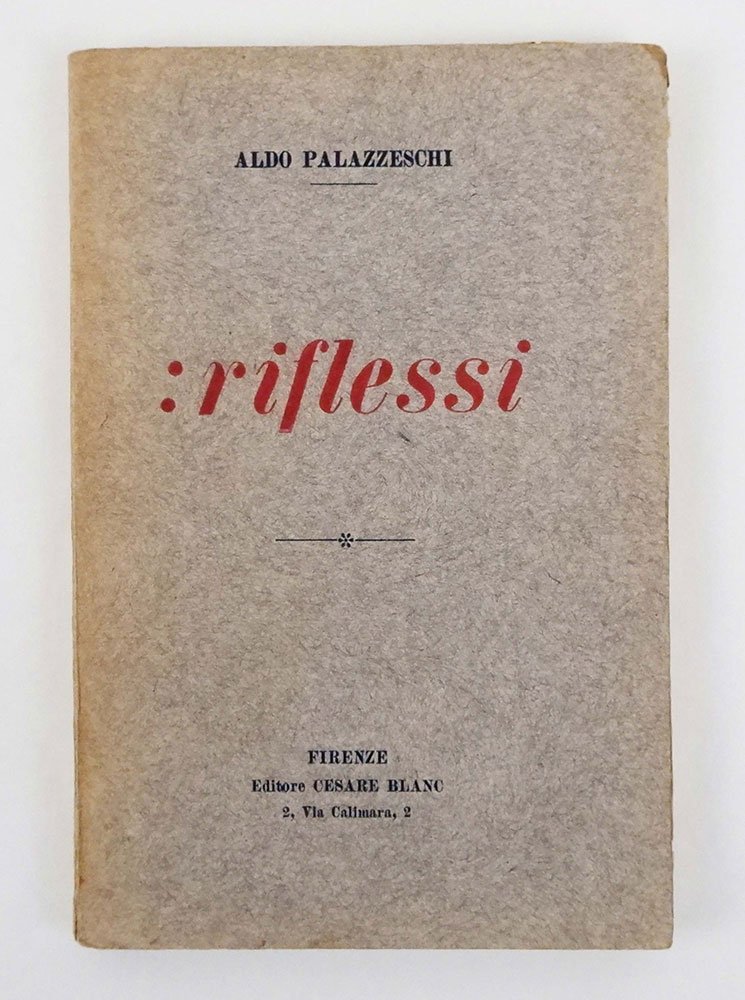 ALDO PALAZZESCHI
:riflessi
FIRENZE
Editore CESARE BLANC
2, Via Calimara, 2